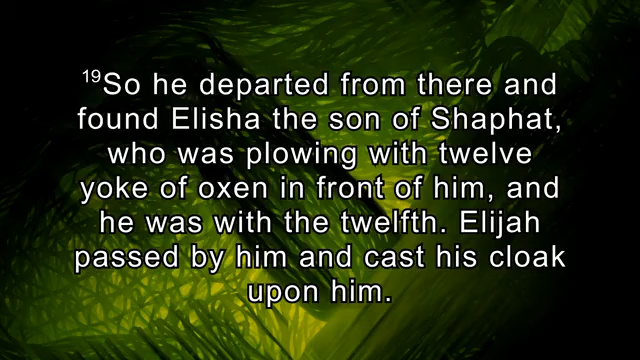 ¹⁹So he departed from there and
found Elisha the son of Shaphat,
who was plowing with twelve
yoke of oxen in front of him, and
he was with the twelfth. Elijah
passed by him and cast his cloak
upon him.